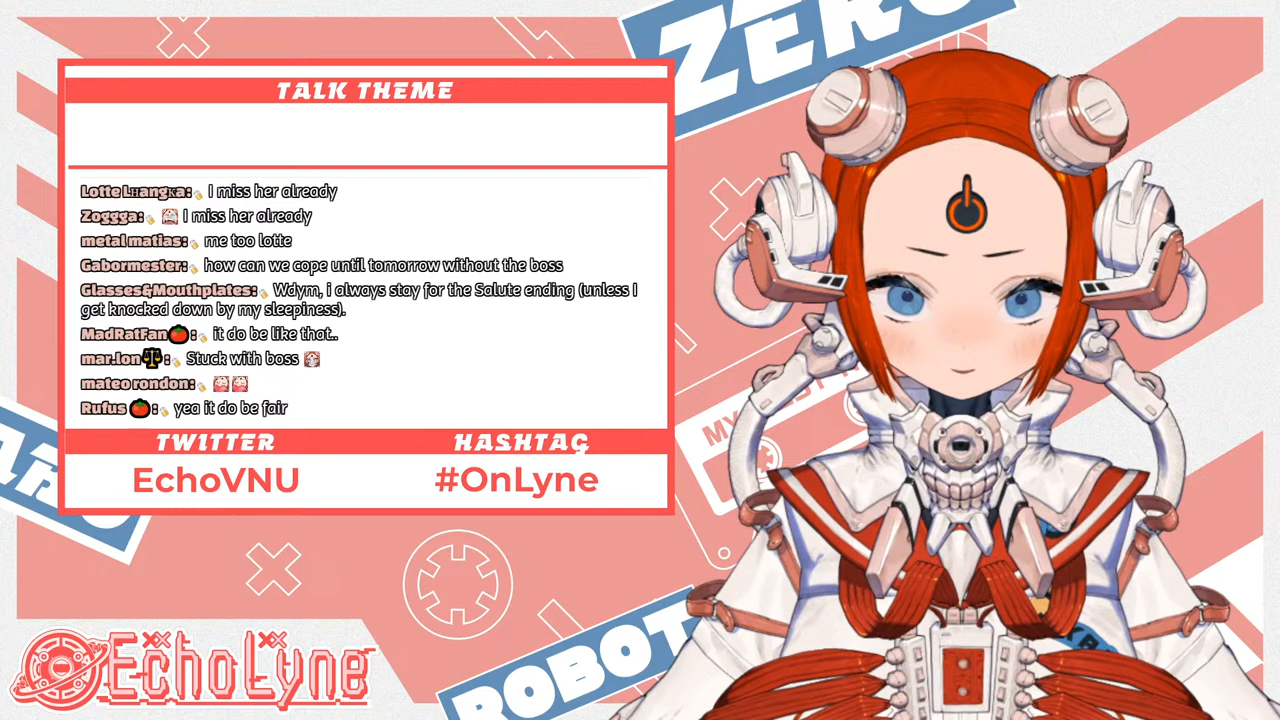 ZERO
TALK THEME
Lotte Lнangкa: I miss her already
Zoggga: I miss her already
metal matias: me too lotte
Gabormester: how can we cope until tomorrow without the boss
Glasses&Mouthplates: Wdym, i always stay for the Salute ending (unless I
get knocked down by my sleepiness).
MadRatFan🍅: it do be like that..
mar.lon⚖: Stuck with boss
mateo rondon:
Rufus 🍅: yea it do be fair
TWITTER
HASHTAG
EchoVNU
#OnLyne
MY
EchoLyne
ROBOT